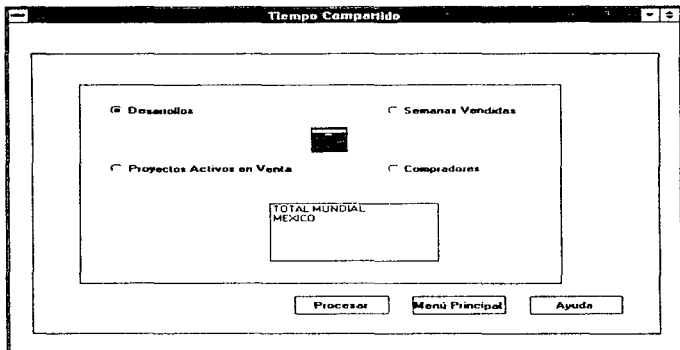 Tiempo Compartido
Desarrollos
Semanas Vendidas
Proyectos Activos en Venta
Compradores
TOTAL MUNDIAL
MEXICO
Procesar
Menú Principal
Ayuda